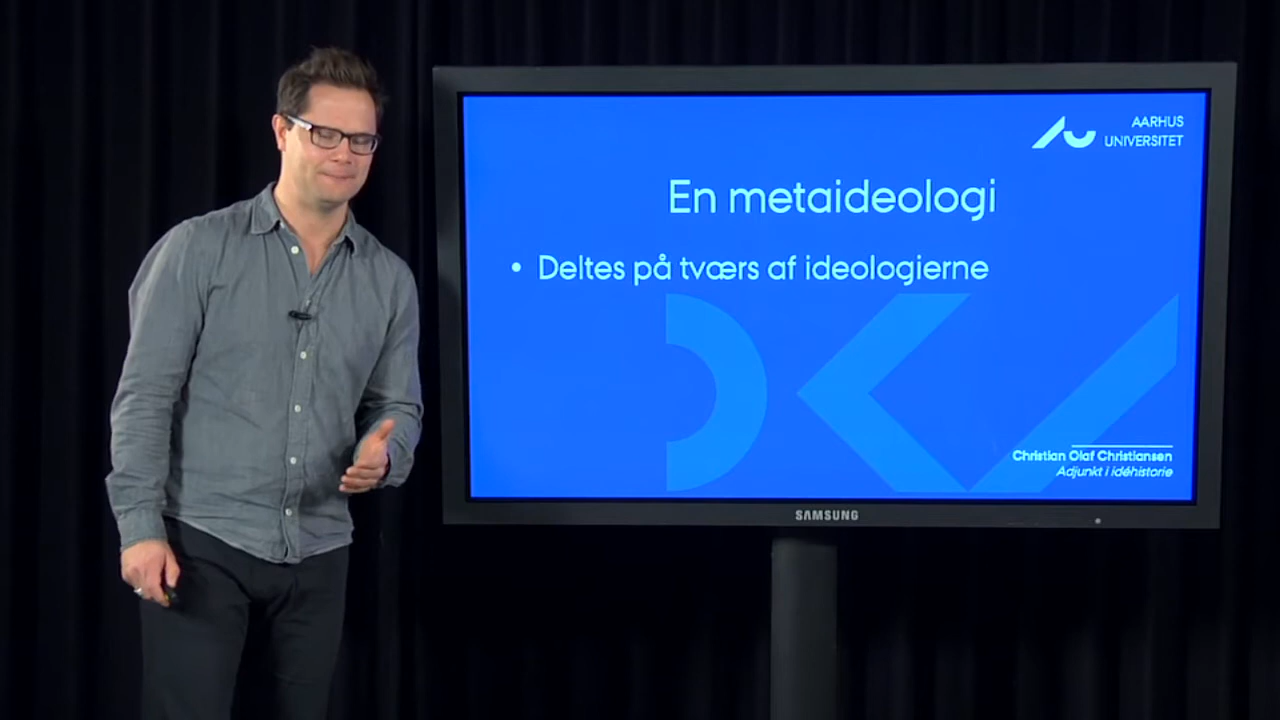 AARHUS
UNIVERSITET
En metaideologi
• Deltes på tværs af ideologierne
Christian Olaf Christiansen
Adjunkt i idéhistorie
SAMSUNG